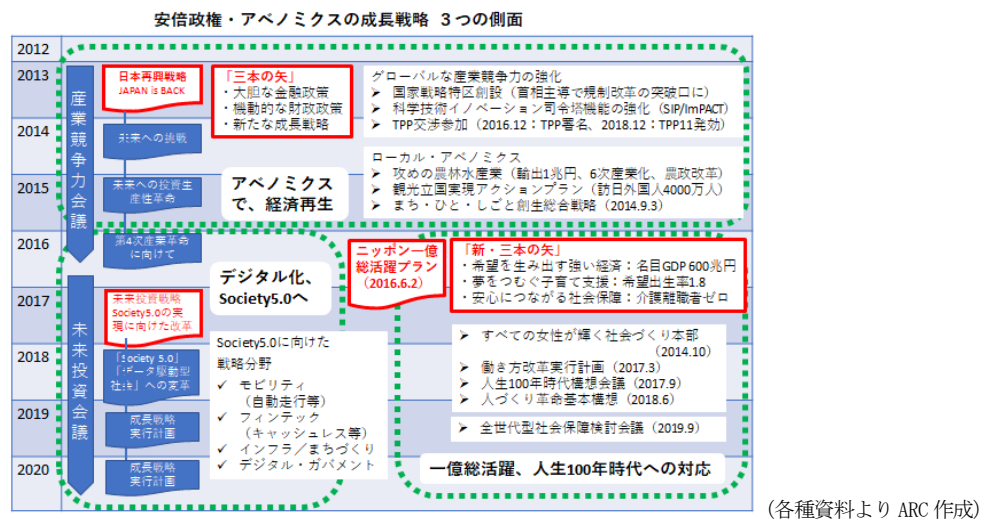 安倍政権・アベノミクスの成長戦略 3つの側面
2012
2013
2014
2015
2016
2017
2018
2019
2020
産業競争力会議
未来投資会議
日本再興戦略
JAPAN is BACK
未来への挑戦
未来への投資生
産性革命
第4次産業革命
に向けて
未来投資戦略
Society5.0の実
現に向けた改革
「Society 5.0」
「データ駆動型
社会」への変革
成長戦略
実行計画
成長戦略
実行計画
「三本の矢」
・大胆な金融政策
・機動的な財政政策
・新たな成長戦略
アベノミクス
で、経済再生
グローバルな産業競争力の強化
➢ 国家戦略特区創設（首相主導で規制改革の突破口に）
➢ 科学技術イノベーション司令塔機能の強化（SIP/ImPACT）
➢ TPP交渉参加（2016.12：TPP署名、2018.12：TPP11発効）
ローカル・アベノミクス
➢ 攻めの農林水産業（輸出1兆円、6次産業化、農政改革）
➢ 観光立国実現アクションプラン（訪日外国人4000万人）
➢ まち・ひと・しごと創生総合戦略（2014.9.3）
デジタル化、
Society5.0へ
Society5.0に向けた
戦略分野
✓ モビリティ
（自動走行等）
✓ フィンテック
（キャッシュレス等）
✓ インフラ／まちづくり
✓ デジタル・ガバメント
ニッポン一億
総活躍プラン
（2016.6.2）
「新・三本の矢」
・希望を生み出す強い経済：名目GDP 600兆円
・夢をつむぐ子育て支援：希望出生率1.8
・安心につながる社会保障：介護離職者ゼロ
➢ すべての女性が輝く社会づくり本部
（2014.10）
➢ 働き方改革実行計画（2017.3）
➢ 人生100年時代構想会議（2017.9）
➢ 人づくり革命基本構想（2018.6）
➢ 全世代型社会保障検討会議（2019.9）
一億総活躍、人生100年時代への対応
（各種資料より ARC 作成）